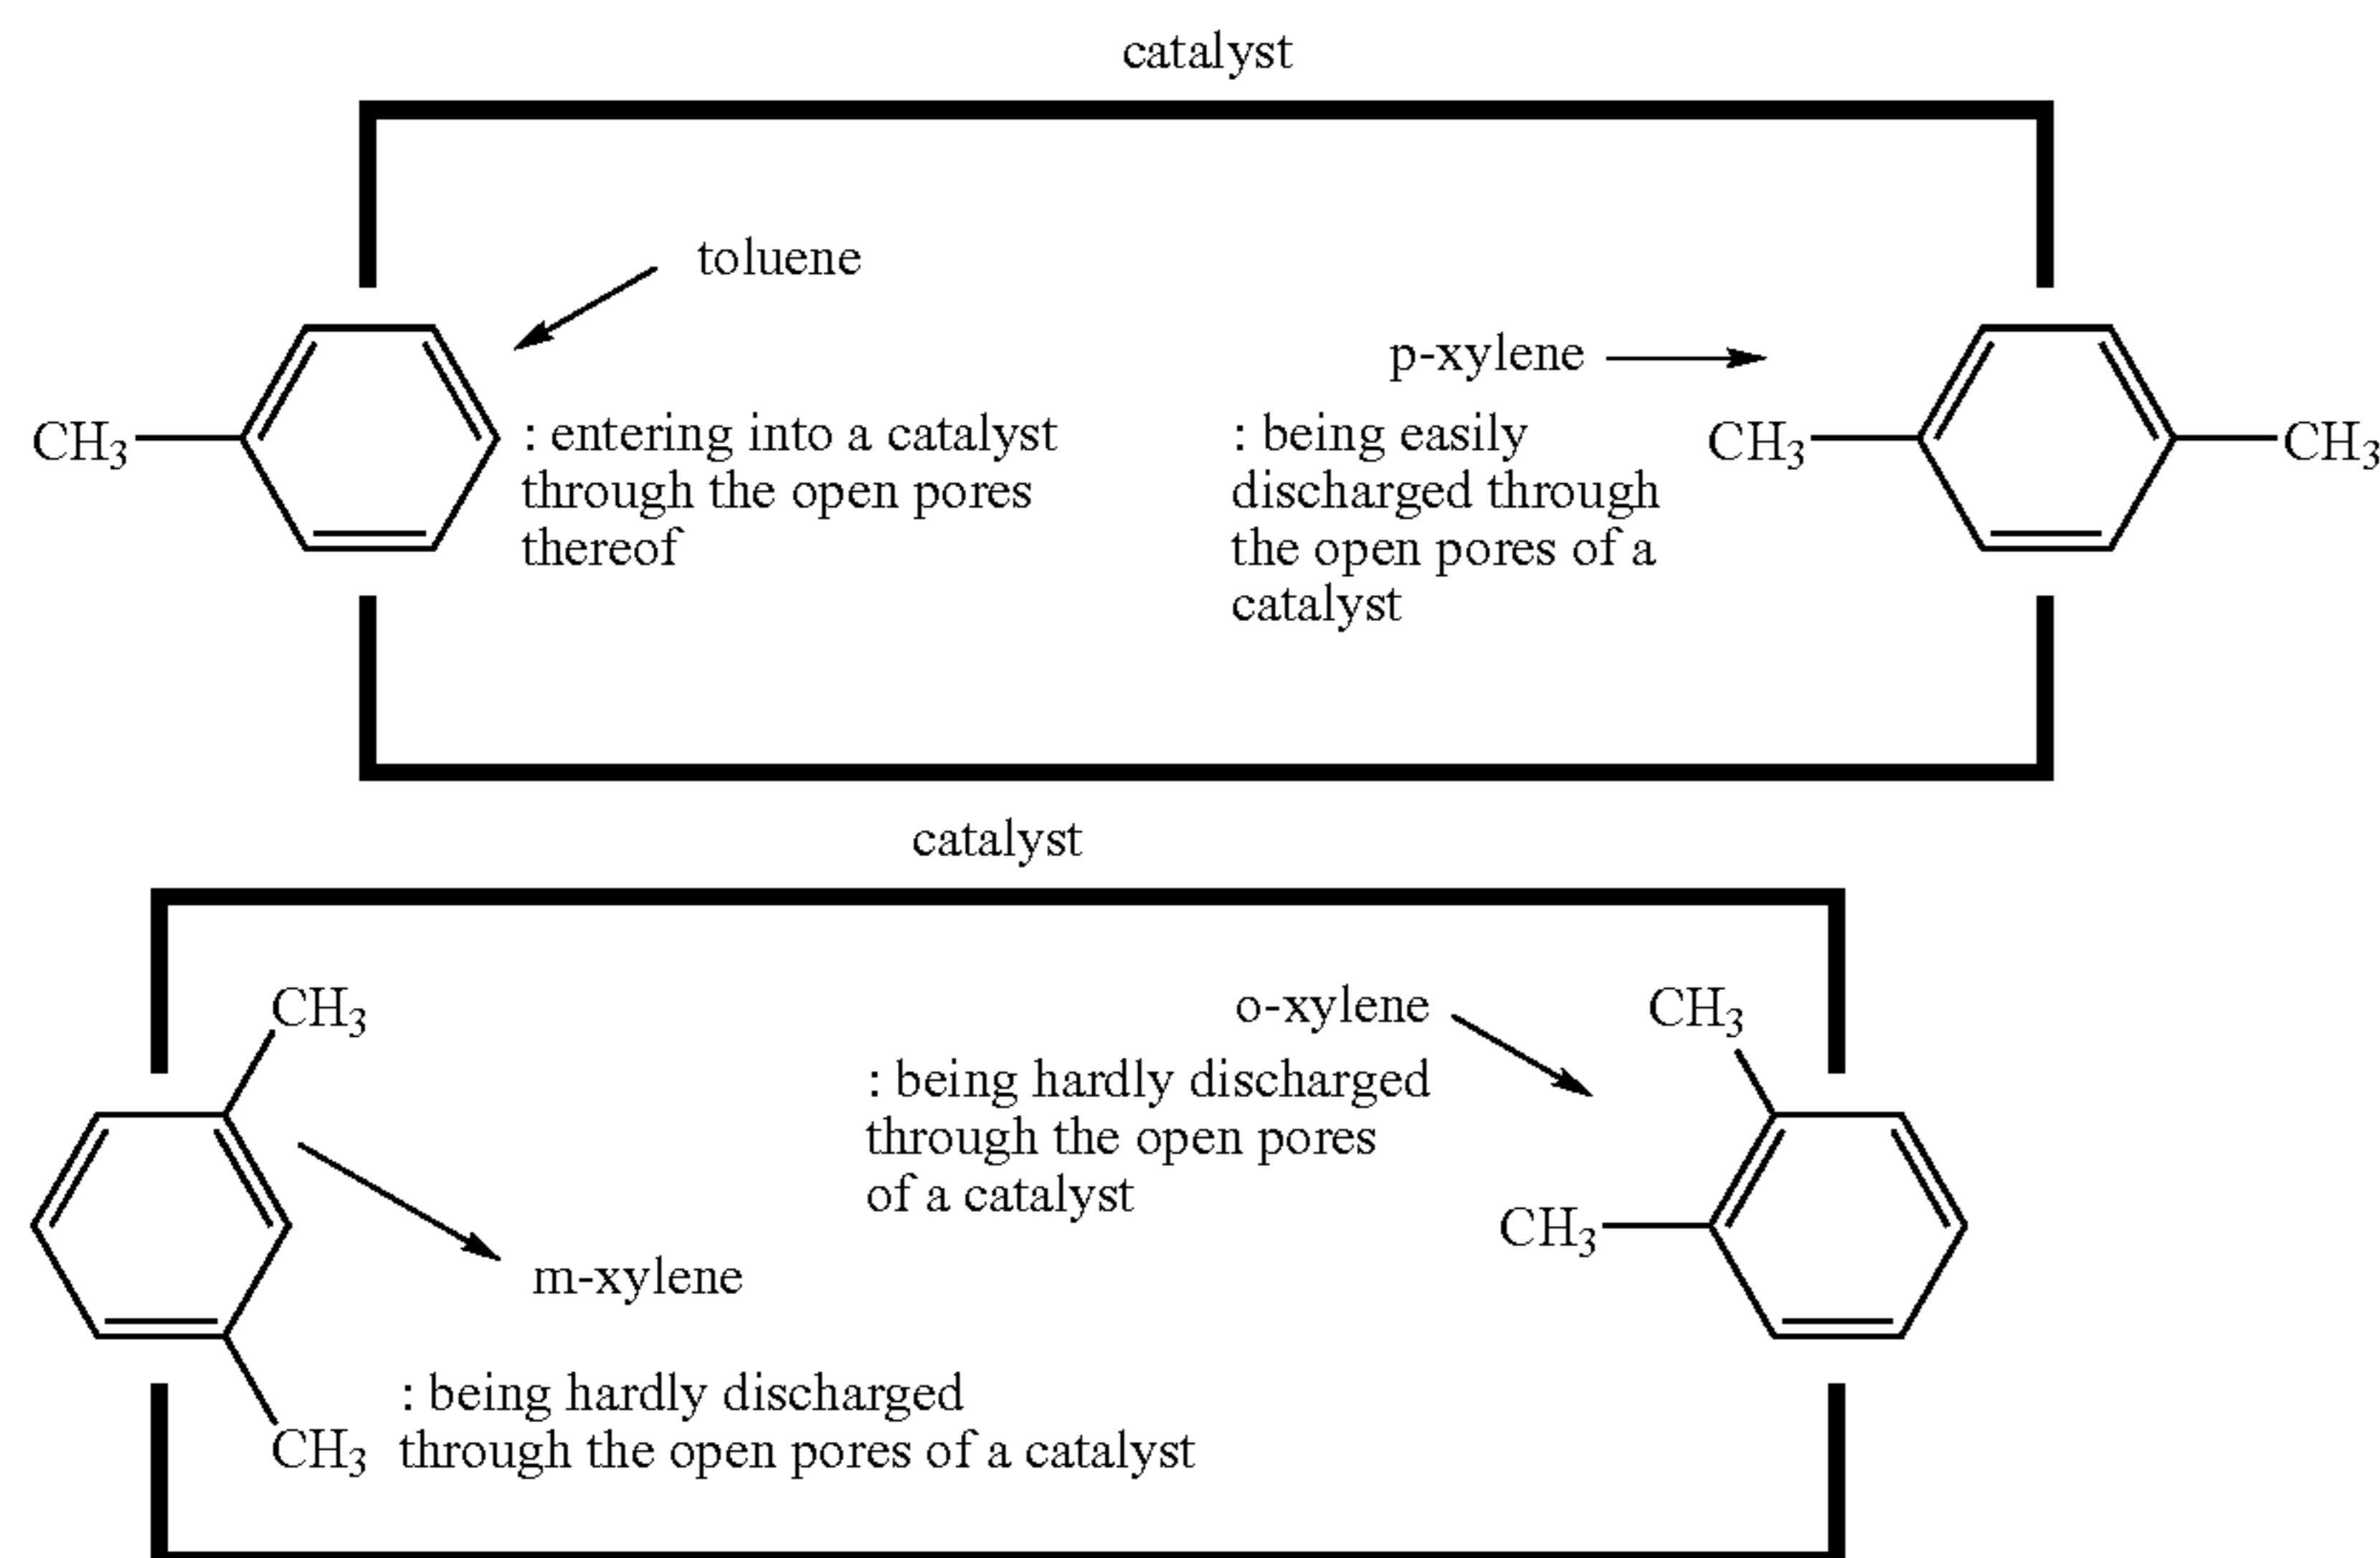 catalyst
toluene
p-xylene
CH3
: entering into a catalyst
through the open pores
thereof
: being easily
discharged through
the open pores of a
catalyst
CH3
CH3
catalyst
CH3
o-xylene
CH3
: being hardly discharged
through the open pores
of a catalyst
CH3
m-xylene
: being hardly discharged
through the open pores of a catalyst
CH3